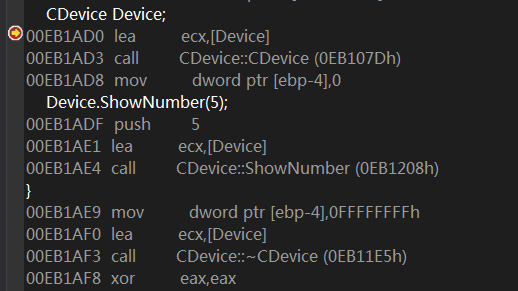 CDevice Device;
00EB1AD0 lea ecx,[Device]
00EB1AD3 call CDevice::CDevice (0EB107Dh)
00EB1AD8 mov dword ptr [ebp-4],0
Device.ShowNumber(5);
00EB1ADF push 5
00EB1AE1 lea ecx,[Device]
00EB1AE4 call CDevice::ShowNumber (0EB1208h)
}
00EB1AE9 mov dword ptr [ebp-4],0FFFFFFFFh
00EB1AF0 lea ecx,[Device]
00EB1AF3 call CDevice::~CDevice (0EB11E5h)
00EB1AF8 xor eax,eax